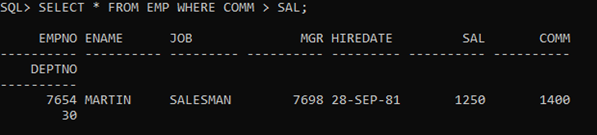 SQL> SELECT * FROM EMP WHERE COMM > SAL;
EMPNO ENAME JOB MGR HIREDATE SAL COMM
---------- ---------- --------- ---------- --------- ---------- ----------
DEPTNO
----------
7654 MARTIN SALESMAN 7698 28-SEP-81 1250 1400
30